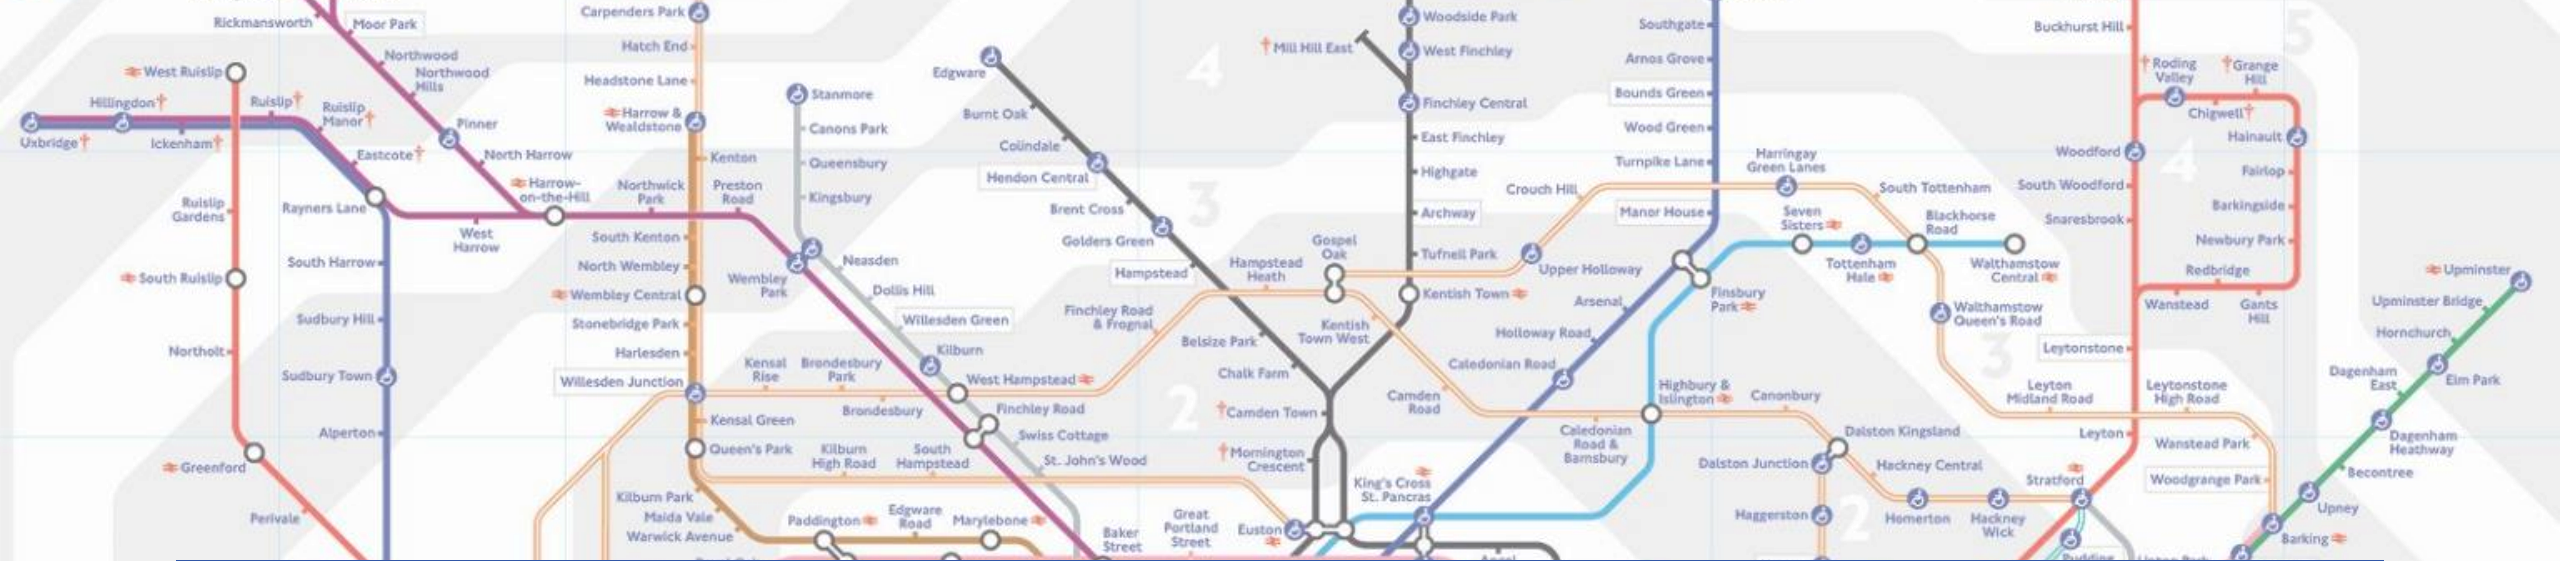 Rickmansworth
Moor Park
Northwood
Northwood
Hills
West Ruislip
Hillingdon†
Ruislip†
Ruislip
Manor†
Pinner
Uxbridge†
Ickenham†
Eastcote†
North Harrow
Harrow-
on-the-Hill
Rayners Lane
Ruislip
Gardens
West
Harrow
South Harrow
South Ruislip
Sudbury Hill
Northolt
Sudbury Town
Alperton
Greenford
Perivale
Carpenders Park
Hatch End
Headstone Lane
Harrow &
Wealdstone
Kenton
Northwick
Park
Preston
Road
South Kenton
North Wembley
Wembley Central
Stonebridge Park
Harlesden
Willesden Junction
Kensal Green
Queen's Park
Kilburn Park
Maida Vale
Warwick Avenue
Stanmore
Canons Park
Queensbury
Kingsbury
Wembley
Park
Neasden
Dollis Hill
Willesden Green
Kilburn
West Hampstead
Finchley Road
Swiss Cottage
St. John's Wood
Kensal
Rise
Brondesbury
Park
Brondesbury
Kilburn
High Road
South
Hampstead
Paddington
Edgware
Road
Marylebone
Baker
Street
Great
Portland
Street
Euston
Edgware
Burnt Oak
Colindale
Hendon Central
Brent Cross
Golders Green
Hampstead
Hampstead
Heath
Finchley Road
& Frognal
Belsize Park
Chalk Farm
†Camden Town
†Mornington
Crescent
4
3
2
†Mill Hill East
Woodside Park
West Finchley
Finchley Central
East Finchley
Highgate
Archway
Tufnell Park
Gospel
Oak
Kentish Town
Kentish
Town West
Camden
Road
King's Cross
St. Pancras
Southgate
Arnos Grove
Bounds Green
Wood Green
Turnpike Lane
Manor House
Crouch Hill
Upper Holloway
Arsenal
Holloway Road
Caledonian Road
Finsbury
Park
Highbury &
Islington
Caledonian
Road &
Barnsbury
Canonbury
Dalston Kingsland
Dalston Junction
Hackney Central
Haggerston
Homerton
Hackney
Wick
Stratford
2
Harringay
Green Lanes
South Tottenham
Seven
Sisters
Blackhorse
Road
Tottenham
Hale
Walthamstow
Central
Walthamstow
Queen's Road
3
Leyton
Midland Road
Leytonstone
High Road
Wanstead Park
Woodgrange Park
Buckhurst Hill
5
†Roding
Valley
†Grange
Hill
Chigwell†
Hainault
Woodford
4
Fairlop
South Woodford
Barkingside
Snaresbrook
Newbury Park
Redbridge
Wanstead
Gants
Hill
Leytonstone
Leyton
Upminster
Upminster Bridge
Hornchurch
Elm Park
Dagenham
East
Dagenham
Heathway
Becontree
Upney
Barking